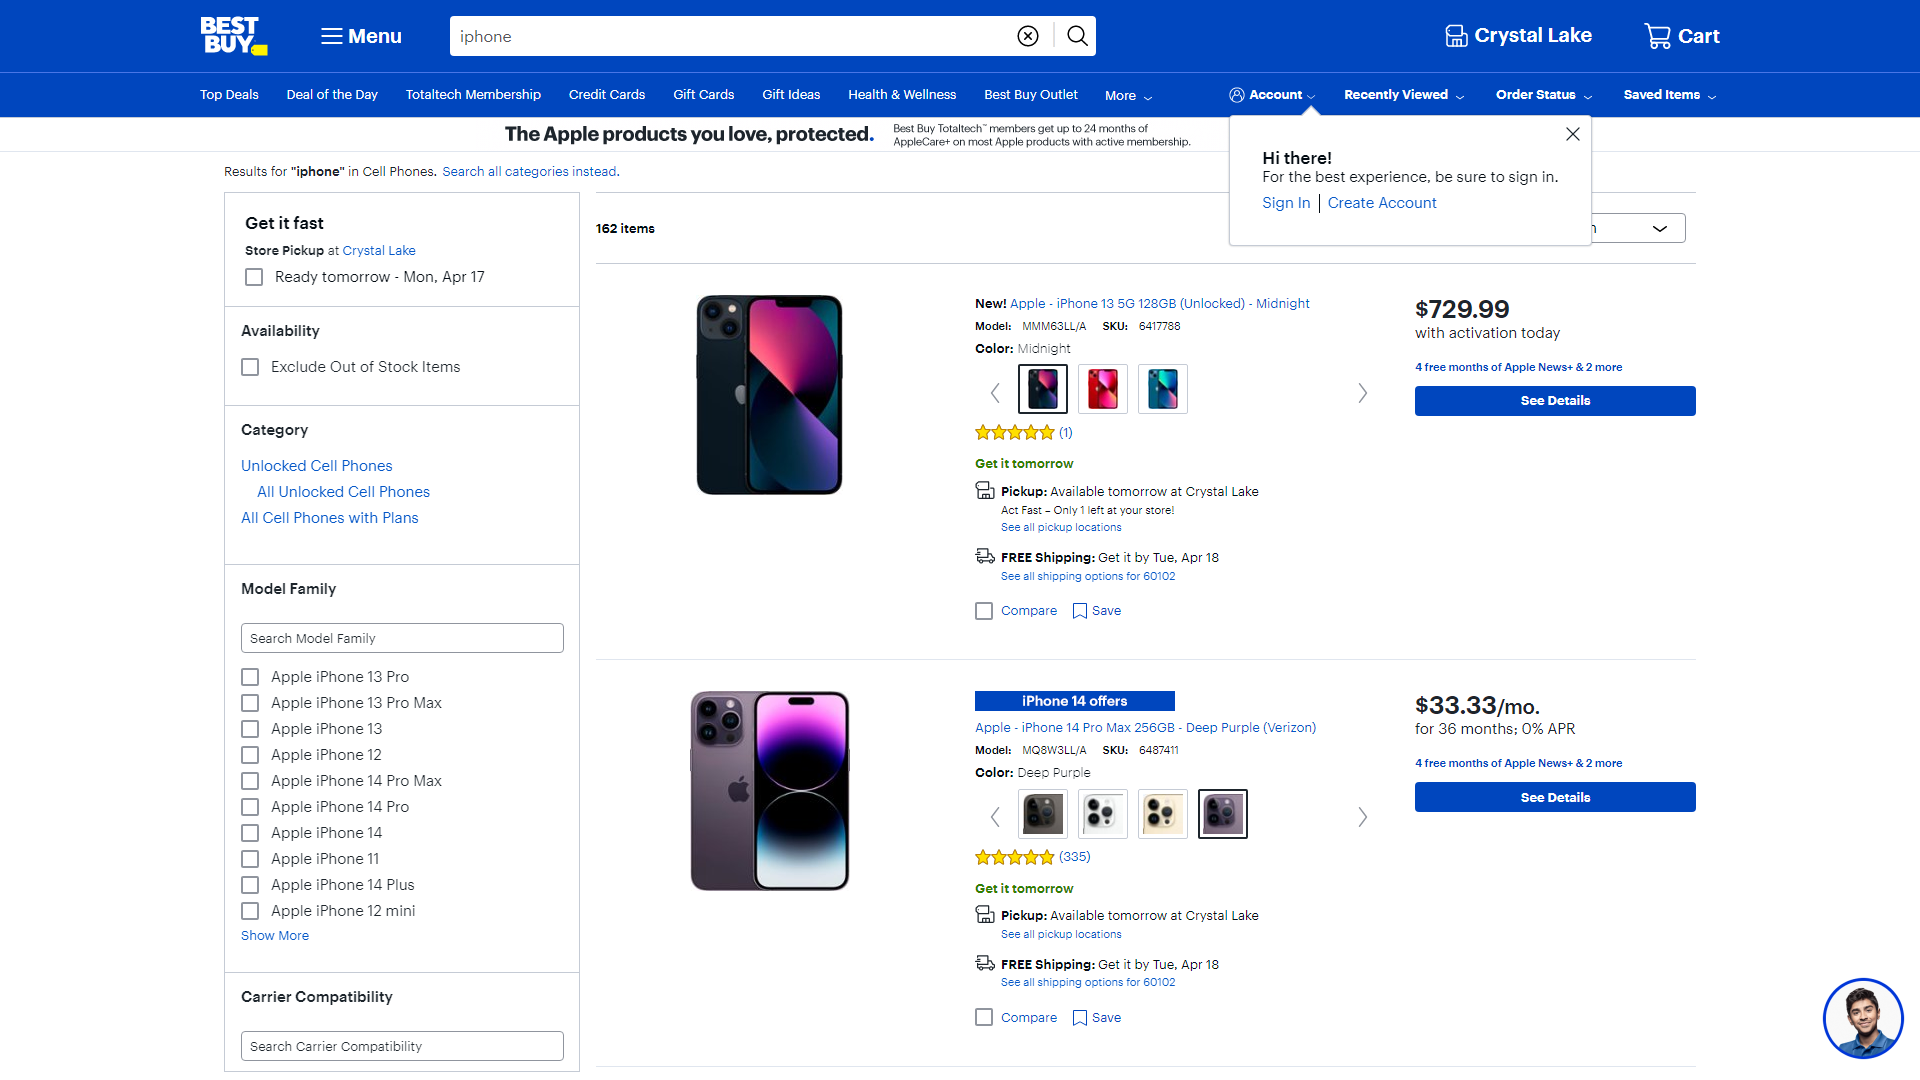 BEST BUY
Menu
iphone
Crystal Lake
Cart
Top Deals
Deal of the Day
Totaltech Membership
Credit Cards
Gift Cards
Gift Ideas
Health & Wellness
Best Buy Outlet
More
Account
Recently Viewed
Order Status
Saved Items
The Apple products you love, protected.
Best Buy Totaltech™ members get up to 24 months of
AppleCare+ on most Apple products with active membership.
Hi there!
For the best experience, be sure to sign in.
Sign In
Create Account
Results for "iphone" in Cell Phones. Search all categories instead.
Get it fast
Store Pickup at Crystal Lake
Ready tomorrow - Mon, Apr 17
Availability
Exclude Out of Stock Items
Category
Unlocked Cell Phones
All Unlocked Cell Phones
All Cell Phones with Plans
Model Family
Search Model Family
Apple iPhone 13 Pro
Apple iPhone 13 Pro Max
Apple iPhone 13
Apple iPhone 12
Apple iPhone 14 Pro Max
Apple iPhone 14 Pro
Apple iPhone 14
Apple iPhone 11
Apple iPhone 14 Plus
Apple iPhone 12 mini
Show More
Carrier Compatibility
Search Carrier Compatibility
162 items
New! Apple - iPhone 13 5G 128GB (Unlocked) - Midnight
Model: MMM63LL/A SKU: 6417788
Color: Midnight
(1)
Get it tomorrow
Pickup: Available tomorrow at Crystal Lake
Act Fast – Only 1 left at your store!
See all pickup locations
FREE Shipping: Get it by Tue, Apr 18
See all shipping options for 60102
Compare
Save
$729.99
with activation today
4 free months of Apple News+ & 2 more
See Details
iPhone 14 offers
Apple - iPhone 14 Pro Max 256GB - Deep Purple (Verizon)
Model: MQ8W3LL/A SKU: 6487411
Color: Deep Purple
(335)
Get it tomorrow
Pickup: Available tomorrow at Crystal Lake
See all pickup locations
FREE Shipping: Get it by Tue, Apr 18
See all shipping options for 60102
Compare
Save
$33.33/mo.
for 36 months; 0% APR
4 free months of Apple News+ & 2 more
See Details